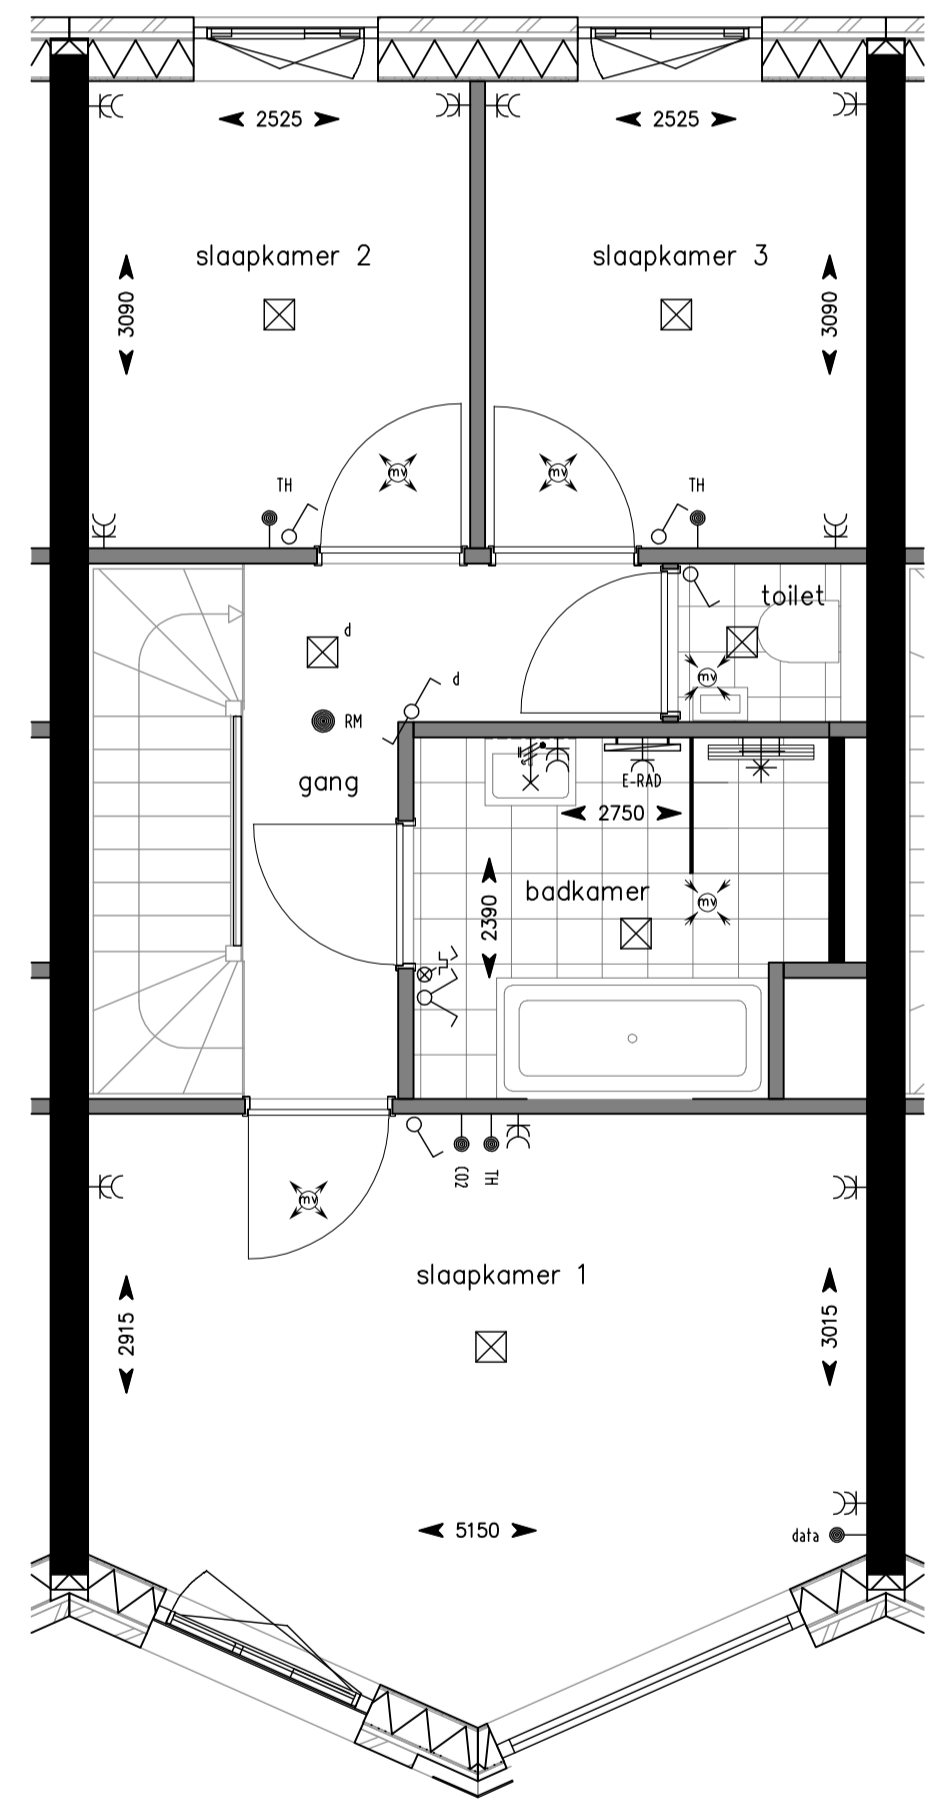 2525
2525
slaapkamer 2
slaapkamer 3
3090
3090
mv
mv
TH
TH
toilet
d
d
mv
RM
gang
E-RAD
2750
badkamer
2390
mv
CO2
TH
mv
slaapkamer 1
2915
3015
5150
data